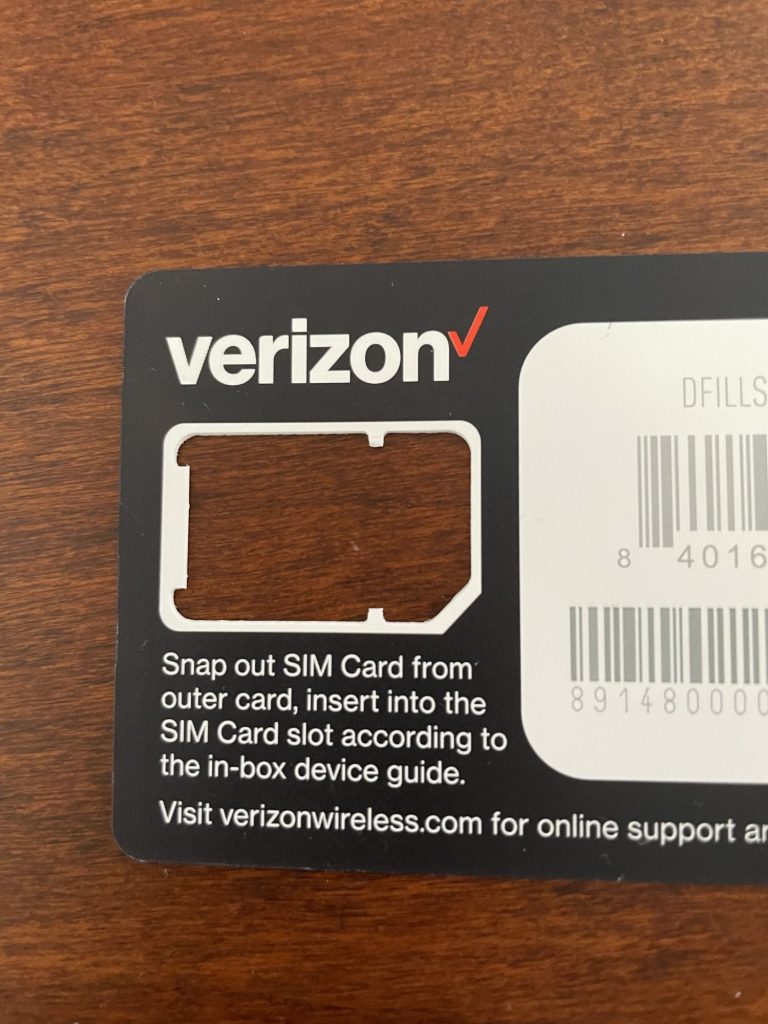 verizon
DFILLS
8 4016
891480000
Snap out SIM Card from
outer card, insert into the
SIM Card slot according to
the in-box device guide.
Visit verizonwireless.com for online support